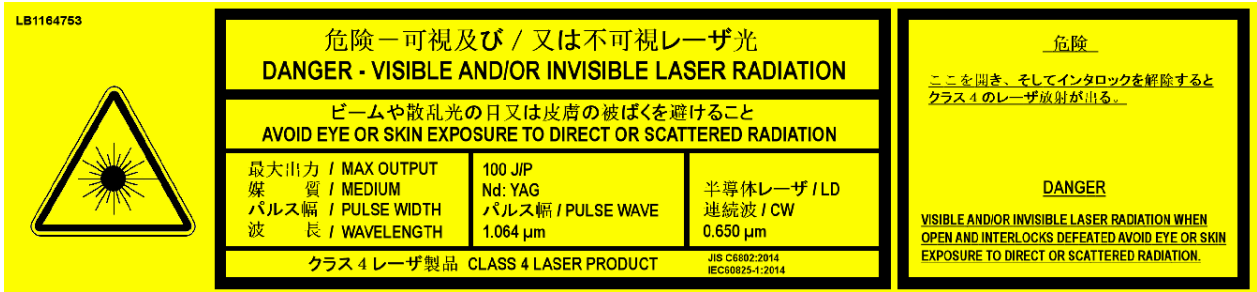 LB1164753
危険－可視及び / 又は不可視レーザ光
DANGER - VISIBLE AND/OR INVISIBLE LASER RADIATION
ビームや散乱光の日又は皮膚の被ばくを避けること
AVOID EYE OR SKIN EXPOSURE TO DIRECT OR SCATTERED RADIATION
最大出力 / MAX OUTPUT
媒 質 / MEDIUM
パルス幅 / PULSE WIDTH
波 長 / WAVELENGTH
100 J/P
Nd: YAG
パルス幅 / PULSE WAVE
1.064 µm
半導体レーザ / LD
連続波 / CW
0.650 µm
クラス 4 レーザ製品 CLASS 4 LASER PRODUCT
JIS C6802:2014
IEC60825-1:2014
危険
ここを開き、そしてインタロックを解除すると
クラス 4 のレーザ放射が出る。
DANGER
VISIBLE AND/OR INVISIBLE LASER RADIATION WHEN
OPEN AND INTERLOCKS DEFEATED AVOID EYE OR SKIN
EXPOSURE TO DIRECT OR SCATTERED RADIATION.